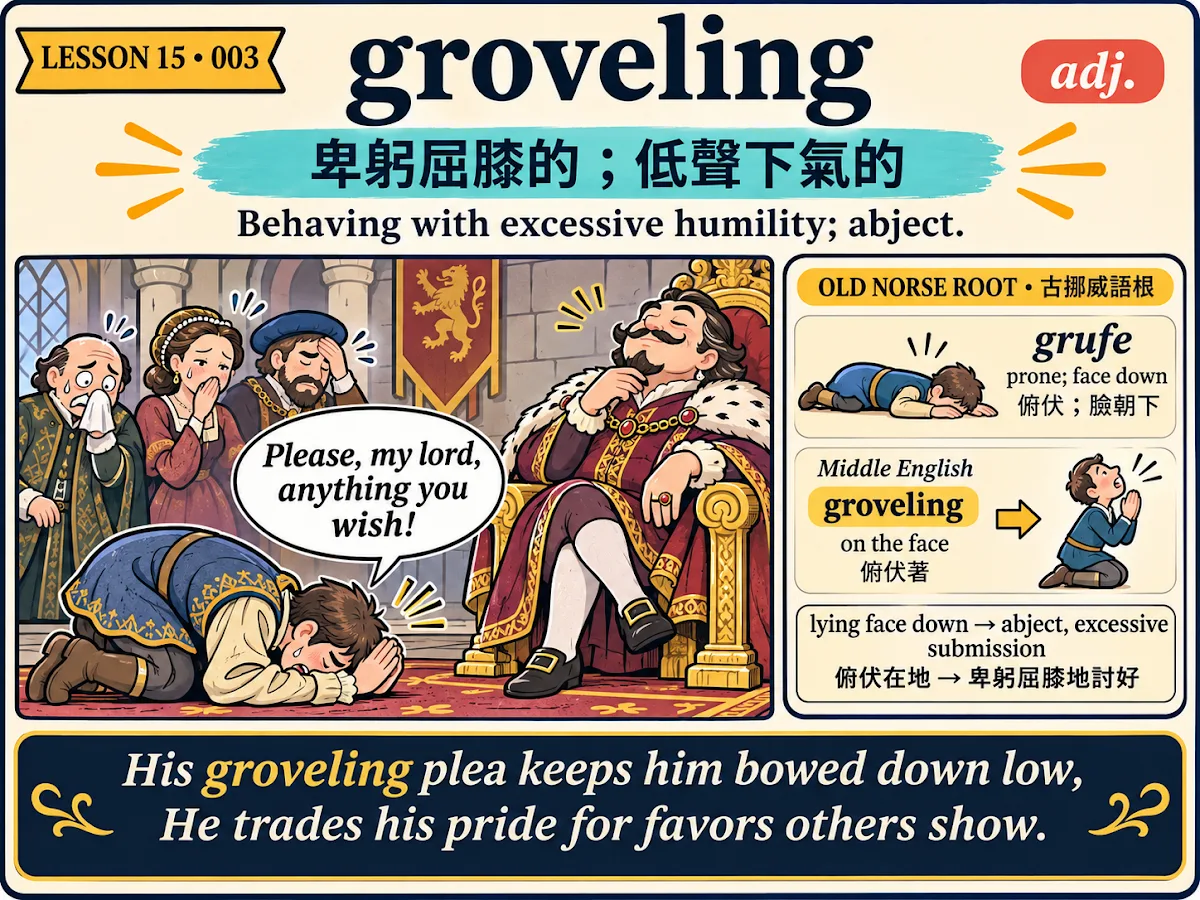 LESSON 15 • 003
groveling
adj.
卑躬屈膝的；低聲下氣的
Behaving with excessive humility; abject.
Please, my lord,
anything you
wish!
OLD NORSE ROOT • 古挪威語根
grufe
prone; face down
俯伏；臉朝下
Middle English
groveling
on the face
俯伏著
lying face down → abject, excessive
submission
俯伏在地 → 卑躬屈膝地討好
His groveling plea keeps him bowed down low,
He trades his pride for favors others show.